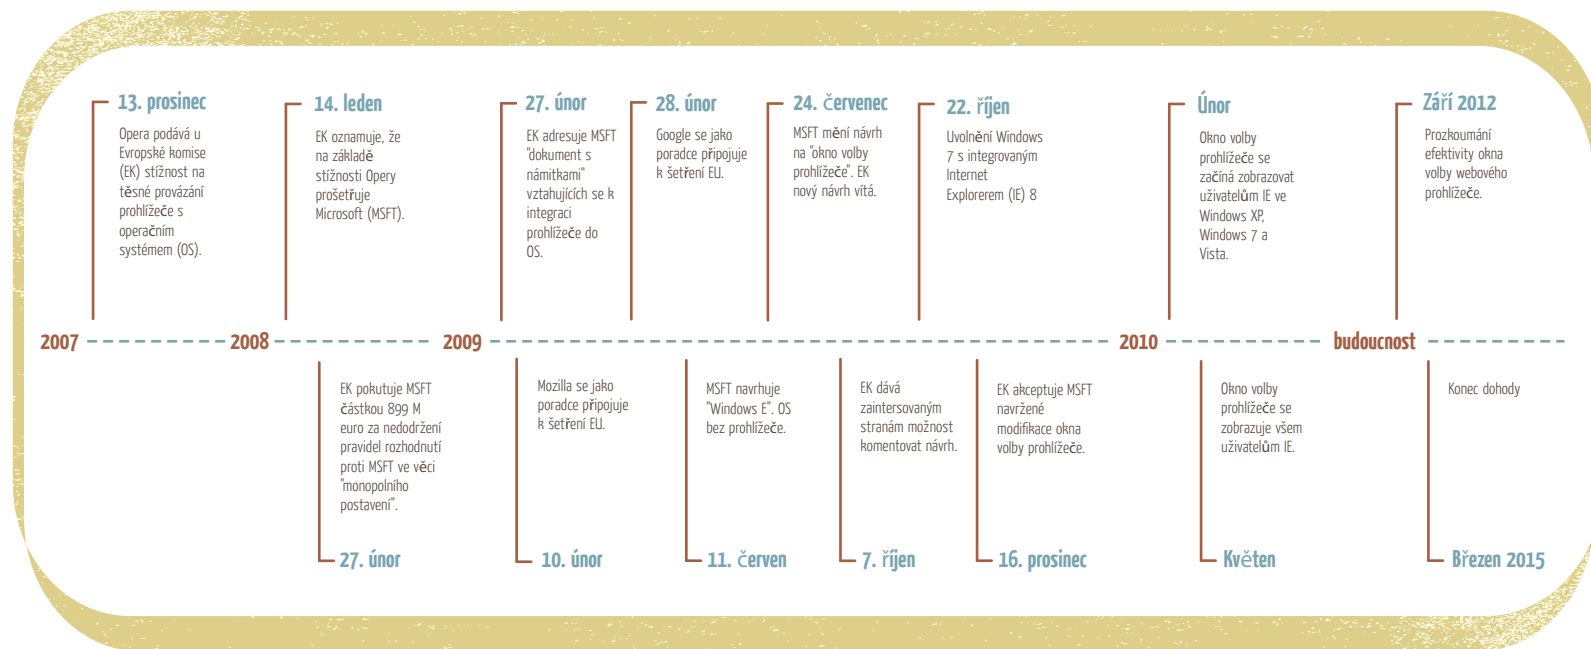 13. prosinec
Opera podává u
Evropské komise
(EK) stížnost na
těsné provázání
prohlížeče s
operačním
systémem (OS).
14. leden
EK oznamuje, že
na základě
stížnosti Opery
prošetřuje
Microsoft (MSFT).
27. únor
EK adresuje MSFT
"dokument s
námitkami"
vztahujících se k
integraci
prohlížeče do
OS.
28. únor
Google se jako
poradce připojuje
k šetření EU.
24. červenec
MSFT mění návrh
na "okno volby
prohlížeče". EK
nový návrh vítá.
22. říjen
Uvolnění Windows
7 s integrovaným
Internet
Explorerem (IE) 8
Únor
Okno volby
prohlížeče se
začíná zobrazovat
uživatelům IE ve
Windows XP,
Windows 7 a
Vista.
Září 2012
Prozkoumání
efektivity okna
volby webového
prohlížeče.
2007
2008
2009
2010
budoucnost
EK pokutuje MSFT
částkou 899 M
euro za nedodržení
pravidel rozhodnutí
proti MSFT ve věci
"monopolního
postavení".
27. únor
Mozilla se jako
poradce připojuje
k šetření EU.
10. únor
MSFT navrhuje
"Windows E". OS
bez prohlížeče.
11. červen
EK dává
zaintersovaným
stranám možnost
komentovat návrh.
7. říjen
EK akceptuje MSFT
navržené
modifikace okna
volby prohlížeče.
16. prosinec
Okno volby
prohlížeče se
zobrazuje všem
uživatelům IE.
Květen
Konec dohody
Březen 2015